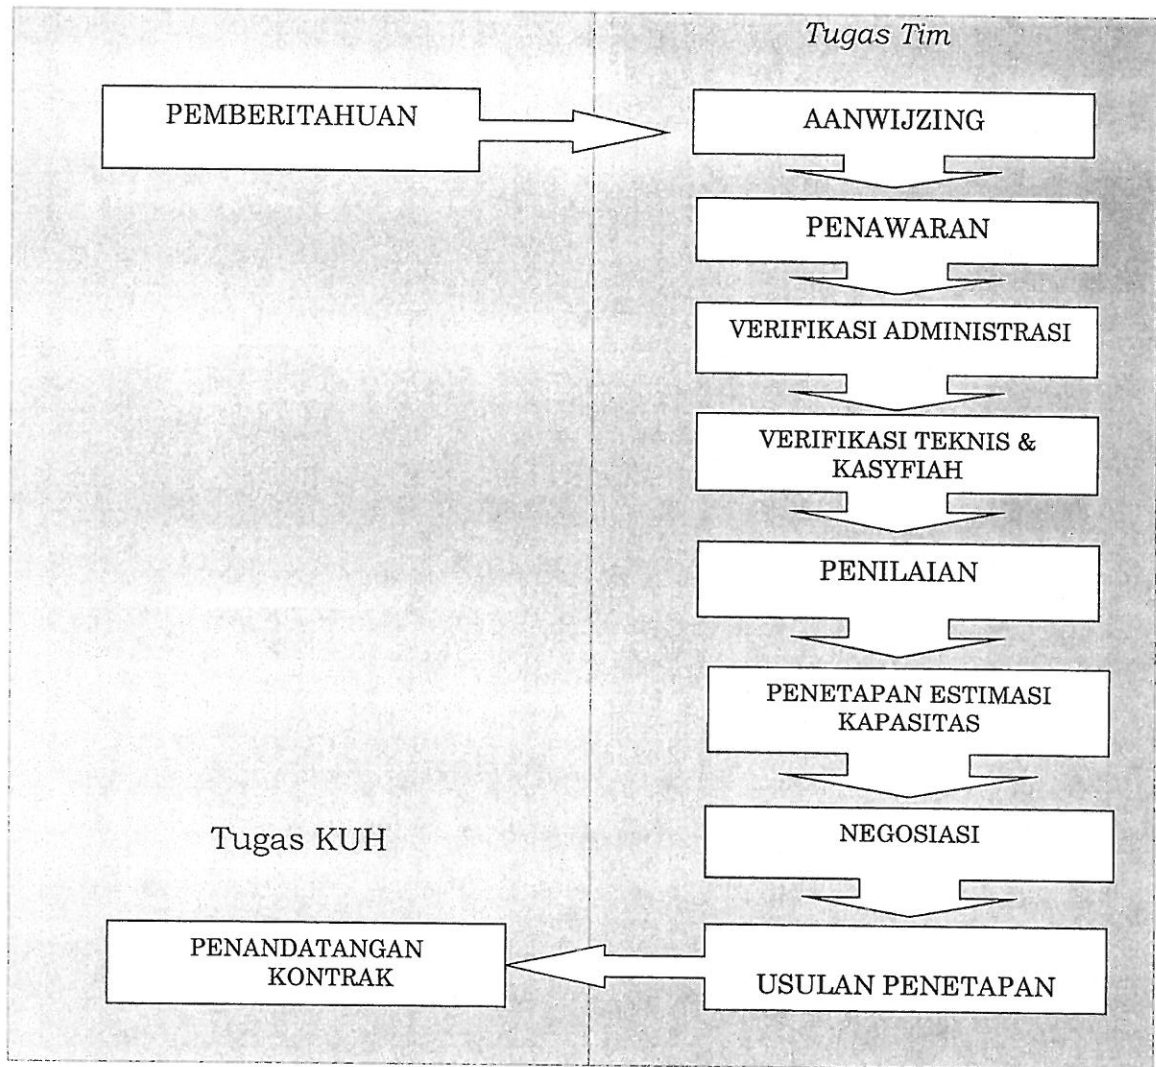 Tugas Tim
PEMBERITAHUAN
AANWIJZING
PENAWARAN
VERIFIKASI ADMINISTRASI
VERIFIKASI TEKNIS &
KASYFIAH
PENILAIAN
PENETAPAN ESTIMASI
KAPASITAS
NEGOSIASI
USULAN PENETAPAN
Tugas KUH
PENANDATANGAN
KONTRAK